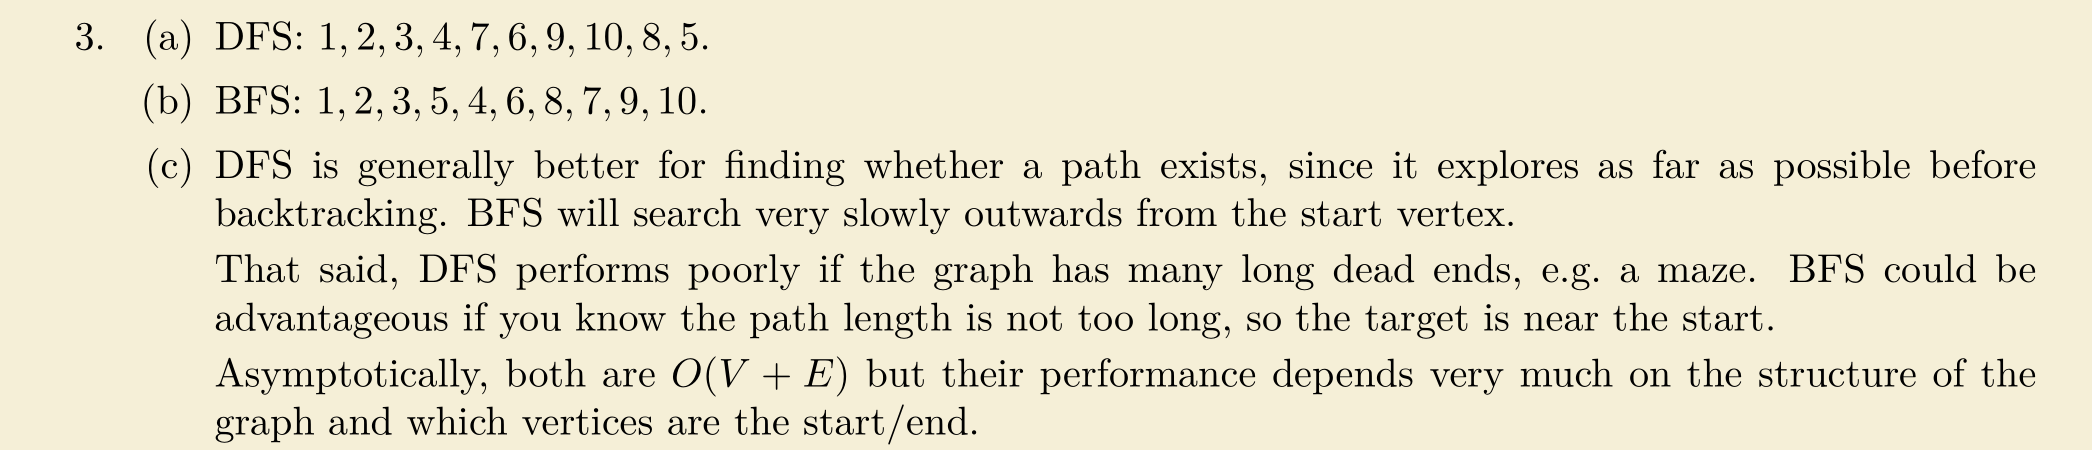 3. (a) DFS: 1, 2, 3, 4, 7, 6, 9, 10, 8, 5.
(b) BFS: 1, 2, 3, 5, 4, 6, 8, 7, 9, 10.
(c) DFS is generally better for finding whether a path exists, since it explores as far as possible before
backtracking. BFS will search very slowly outwards from the start vertex.
That said, DFS performs poorly if the graph has many long dead ends, e.g. a maze. BFS could be
advantageous if you know the path length is not too long, so the target is near the start.
Asymptotically, both are O(V + E) but their performance depends very much on the structure of the
graph and which vertices are the start/end.